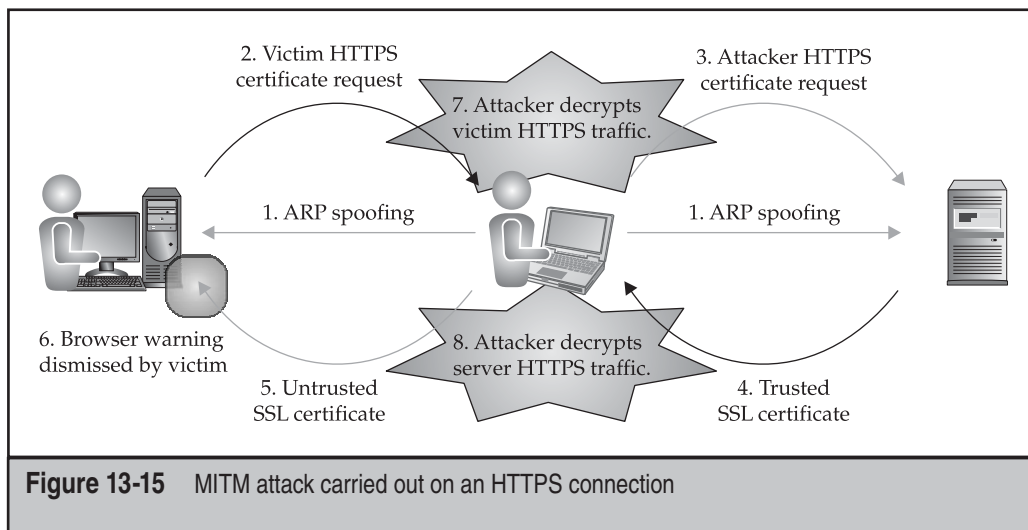 2. Victim HTTPS
certificate request
3. Attacker HTTPS
certificate request
7. Attacker decrypts
victim HTTPS traffic.
1. ARP spoofing
1. ARP spoofing
6. Browser warning
dismissed by victim
8. Attacker decrypts
server HTTPS traffic.
5. Untrusted
SSL certificate
4. Trusted
SSL certificate
Figure 13-15 MITM attack carried out on an HTTPS connection